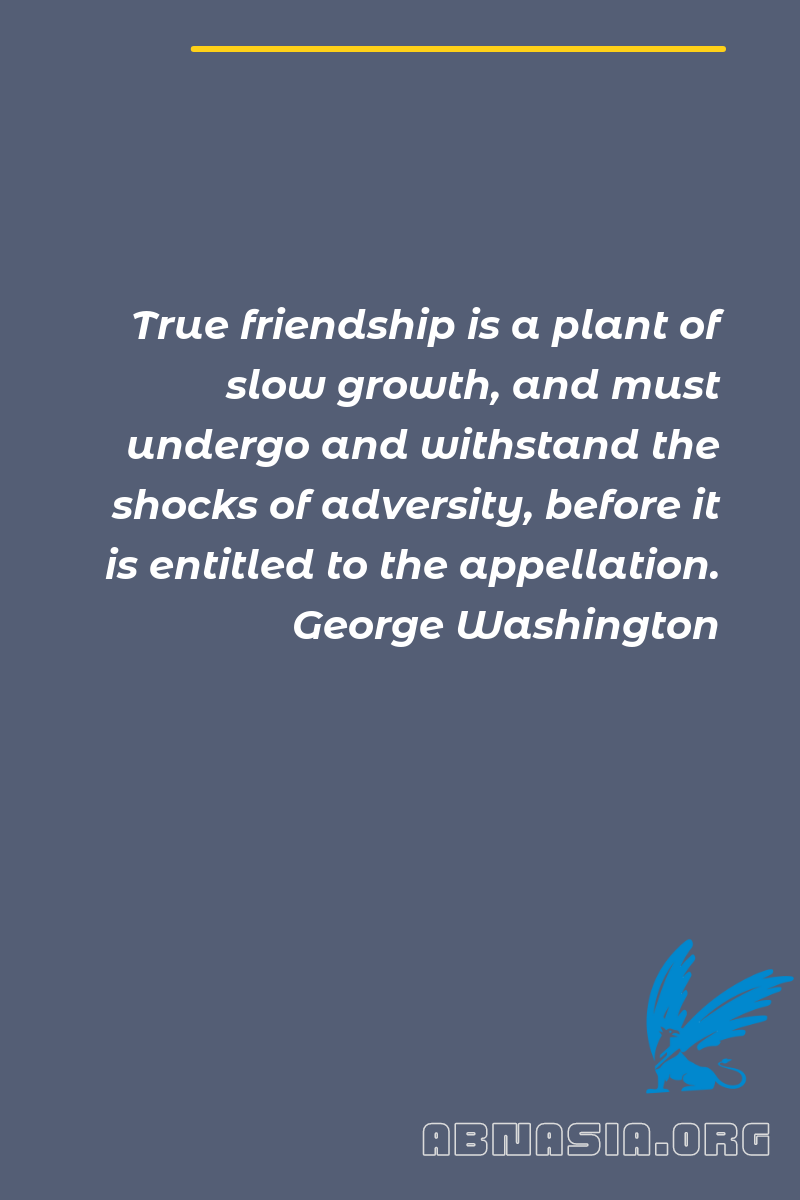 True friendship is a plant of
slow growth, and must
undergo and withstand the
shocks of adversity, before it
is entitled to the appellation.
George Washington
ABNASIA.ORG